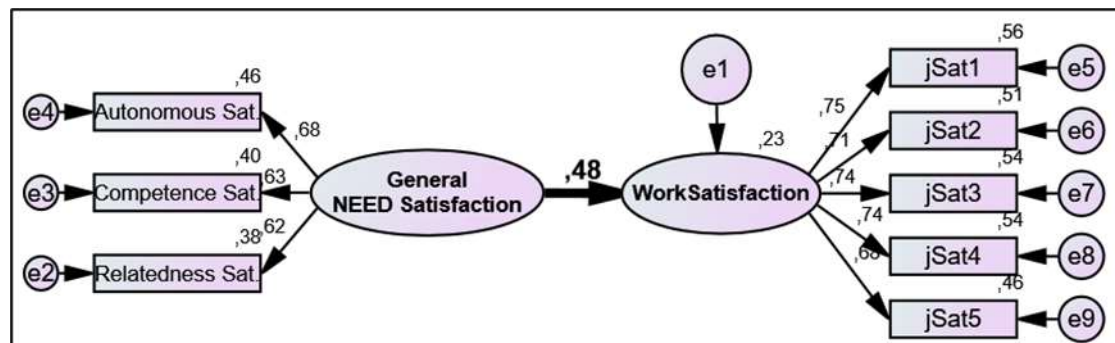 ,46
e4
Autonomous Sat.
,68
,40
e3
Competence Sat.
,63
,38
,62
e2
Relatedness Sat.
General
NEED Satisfaction
,48
e1
,23
WorkSatisfaction
,75
,71
,74
,74
,68
,56
jSat1
e5
,51
jSat2
e6
,54
jSat3
e7
,54
jSat4
e8
,46
jSat5
e9